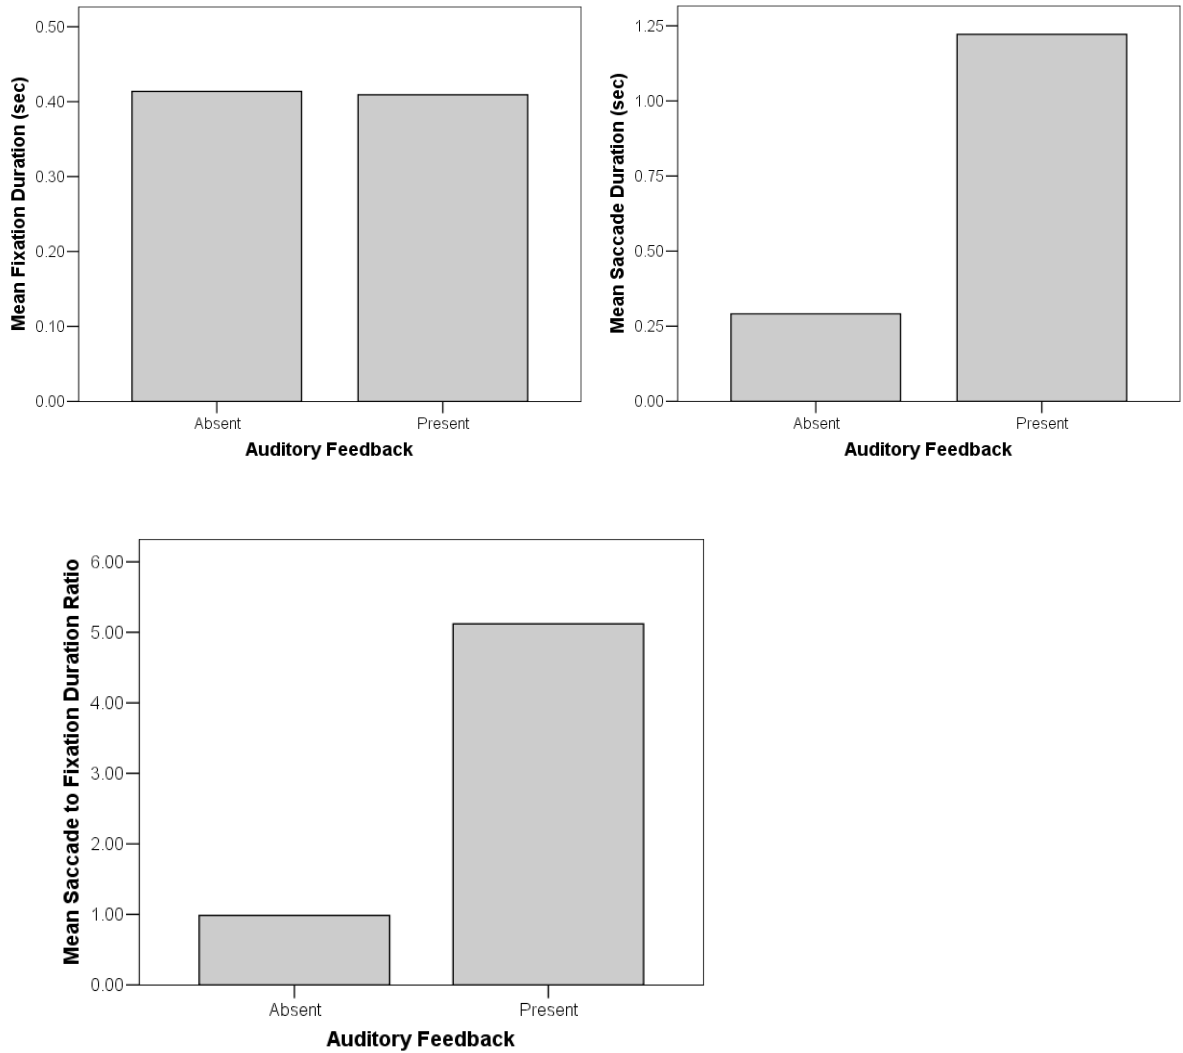 Mean Fixation Duration (sec)
0.50
0.40
0.30
0.20
0.10
0.00
Absent
Present
Auditory Feedback
Mean Saccade Duration (sec)
1.25
1.00
0.75
0.50
0.25
0.00
Absent
Present
Auditory Feedback
Mean Saccade to Fixation Duration Ratio
6.00
5.00
4.00
3.00
2.00
1.00
0.00
Absent
Present
Auditory Feedback